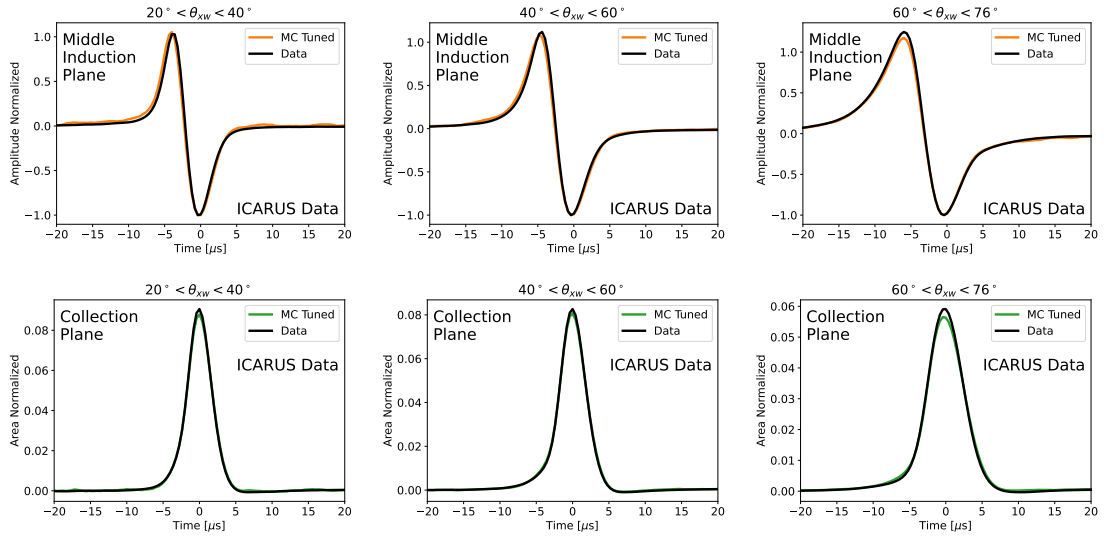 20° < θxw < 40°
Middle
Induction
Plane
MC Tuned
Data
ICARUS Data
Amplitude Normalized
1.0
0.5
0.0
−0.5
−1.0
−20 −15 −10 −5 0 5 10 15 20
Time [μs]
40° < θxw < 60°
Middle
Induction
Plane
MC Tuned
Data
ICARUS Data
Amplitude Normalized
1.0
0.5
0.0
−0.5
−1.0
−20 −15 −10 −5 0 5 10 15 20
Time [μs]
60° < θxw < 76°
Middle
Induction
Plane
MC Tuned
Data
ICARUS Data
Amplitude Normalized
1.0
0.5
0.0
−0.5
−1.0
−20 −15 −10 −5 0 5 10 15 20
Time [μs]
20° < θxw < 40°
Collection
Plane
MC Tuned
Data
ICARUS Data
Area Normalized
0.08
0.06
0.04
0.02
0.00
−20 −15 −10 −5 0 5 10 15 20
Time [μs]
40° < θxw < 60°
Collection
Plane
MC Tuned
Data
ICARUS Data
Area Normalized
0.08
0.06
0.04
0.02
0.00
−20 −15 −10 −5 0 5 10 15 20
Time [μs]
60° < θxw < 76°
Collection
Plane
MC Tuned
Data
ICARUS Data
Area Normalized
0.06
0.05
0.04
0.03
0.02
0.01
0.00
−20 −15 −10 −5 0 5 10 15 20
Time [μs]